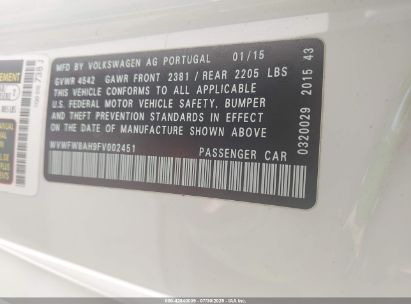 MFD BY VOLKSWAGEN AG PORTUGAL 01/15
GVWR 4542 GAWR FRONT 2381 / REAR 2205 LBS
THIS VEHICLE CONFORMS TO ALL APPLICABLE
U.S. FEDERAL MOTOR VEHICLE SAFETY, BUMPER
AND THEFT PREVENTION STANDARDS IN EFFECT
ON THE DATE OF MANUFACTURE SHOWN ABOVE
WVWFW8AH9FV002451 PASSENGER CAR
0320029 2015 43